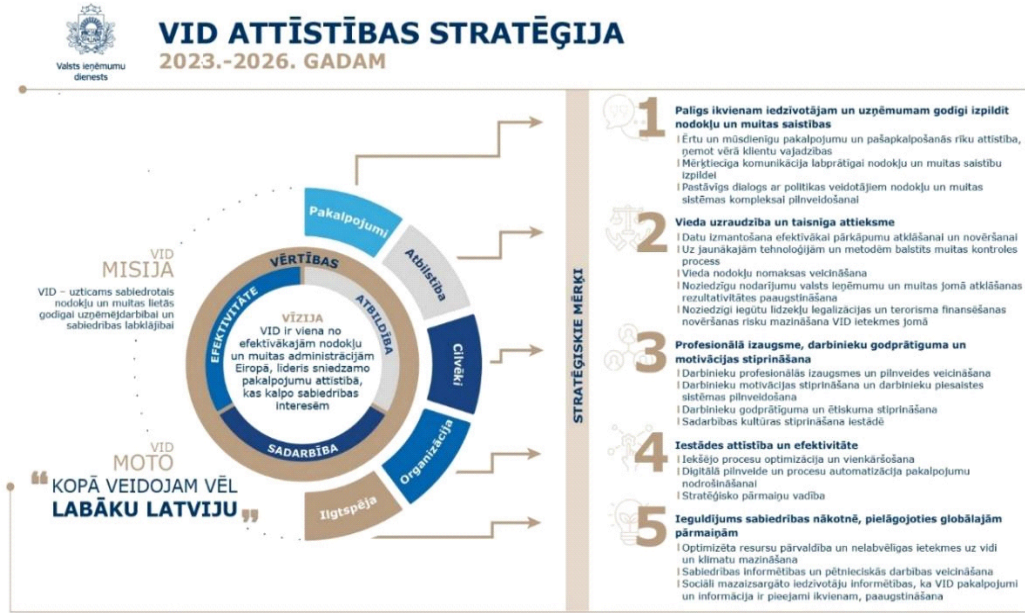 Valsts ieņēmumu
dienests
VID ATTĪSTĪBAS STRATĒĢIJA
2023.-2026. GADAM
VID
MISIJA
VID – uzticams sabiedrotais
nodokļu un muitas lietās
godīgai uzņēmējdarbībai un
sabiedrības labklājībai
VID
MOTO
“ KOPĀ VEIDOJAM VĒL
LABĀKU LATVIJU „
VĒRTĪBAS
EFEKTIVITĀTE
ATBILDĪBA
SADARBĪBA
VĪZIJA
VID ir viena no
efektīvākajām nodokļu
un muitas administrācijām
Eiropā, līderis sniedzamo
pakalpojumu attīstībā,
kas kalpo sabiedrības
interesēm
Pakalpojumi
Atbilstība
Cilvēki
Organizācija
Ilgtspēja
STRATĒĢISKIE MĒRĶI
1
Palīgs ikvienam iedzīvotājam un uzņēmumam godīgi izpildīt
nodokļu un muitas saistības
Ērtu un mūsdienīgu pakalpojumu un pašapkalpošanās rīku attīstība,
ņemot vērā klientu vajadzības
Mērķtiecīga komunikācija labprātīgai nodokļu un muitas saistību
izpildei
Pastāvīgs dialogs ar politikas veidotājiem nodokļu un muitas
sistēmas kompleksai pilnveidošanai
2
Vieda uzraudzība un taisnīga attieksme
Datu izmantošana efektīvākai pārkāpumu atklāšanai un novēršanai
Uz jaunākajām tehnoloģijām un metodēm balstīts muitas kontroles
process
Vieda nodokļu nomaksas veicināšana
Noziedzīgu nodarījumu valsts ieņēmumu un muitas jomā atklāšanas
rezultativitātes paaugstināšana
Noziedzīgi iegūtu līdzekļu legalizācijas un terorisma finansēšanas
novēršanas risku mazināšana VID ietekmes jomā
3
Profesionālā izaugsme, darbinieku godprātīguma un
motivācijas stiprināšana
Darbinieku profesionālās izaugsmes un pilnveides veicināšana
Darbinieku motivācijas stiprināšana un darbinieku piesaistes
sistēmas pilnveidošana
Darbinieku godprātīguma un ētiskuma stiprināšana
Sadarbības kultūras stiprināšana iestādē
4
Iestādes attīstība un efektivitāte
Iekšējo procesu optimizācija un vienkāršošana
Digitālā pilnveide un procesu automatizācija pakalpojumu
nodrošināšanai
Stratēģisko pārmaiņu vadība
5
Ieguldījums sabiedrības nākotnē, pielāgojoties globālajām
pārmaiņām
Optimizēta resursu pārvaldība un nelabvēlīgas ietekmes uz vidi
un klimatu mazināšana
Sabiedrības informētības un pētnieciskās darbības veicināšana
Sociāli mazaizsargāto iedzīvotāju informētības, ka VID pakalpojumi
un informācija ir pieejami ikvienam, paaugstināšana